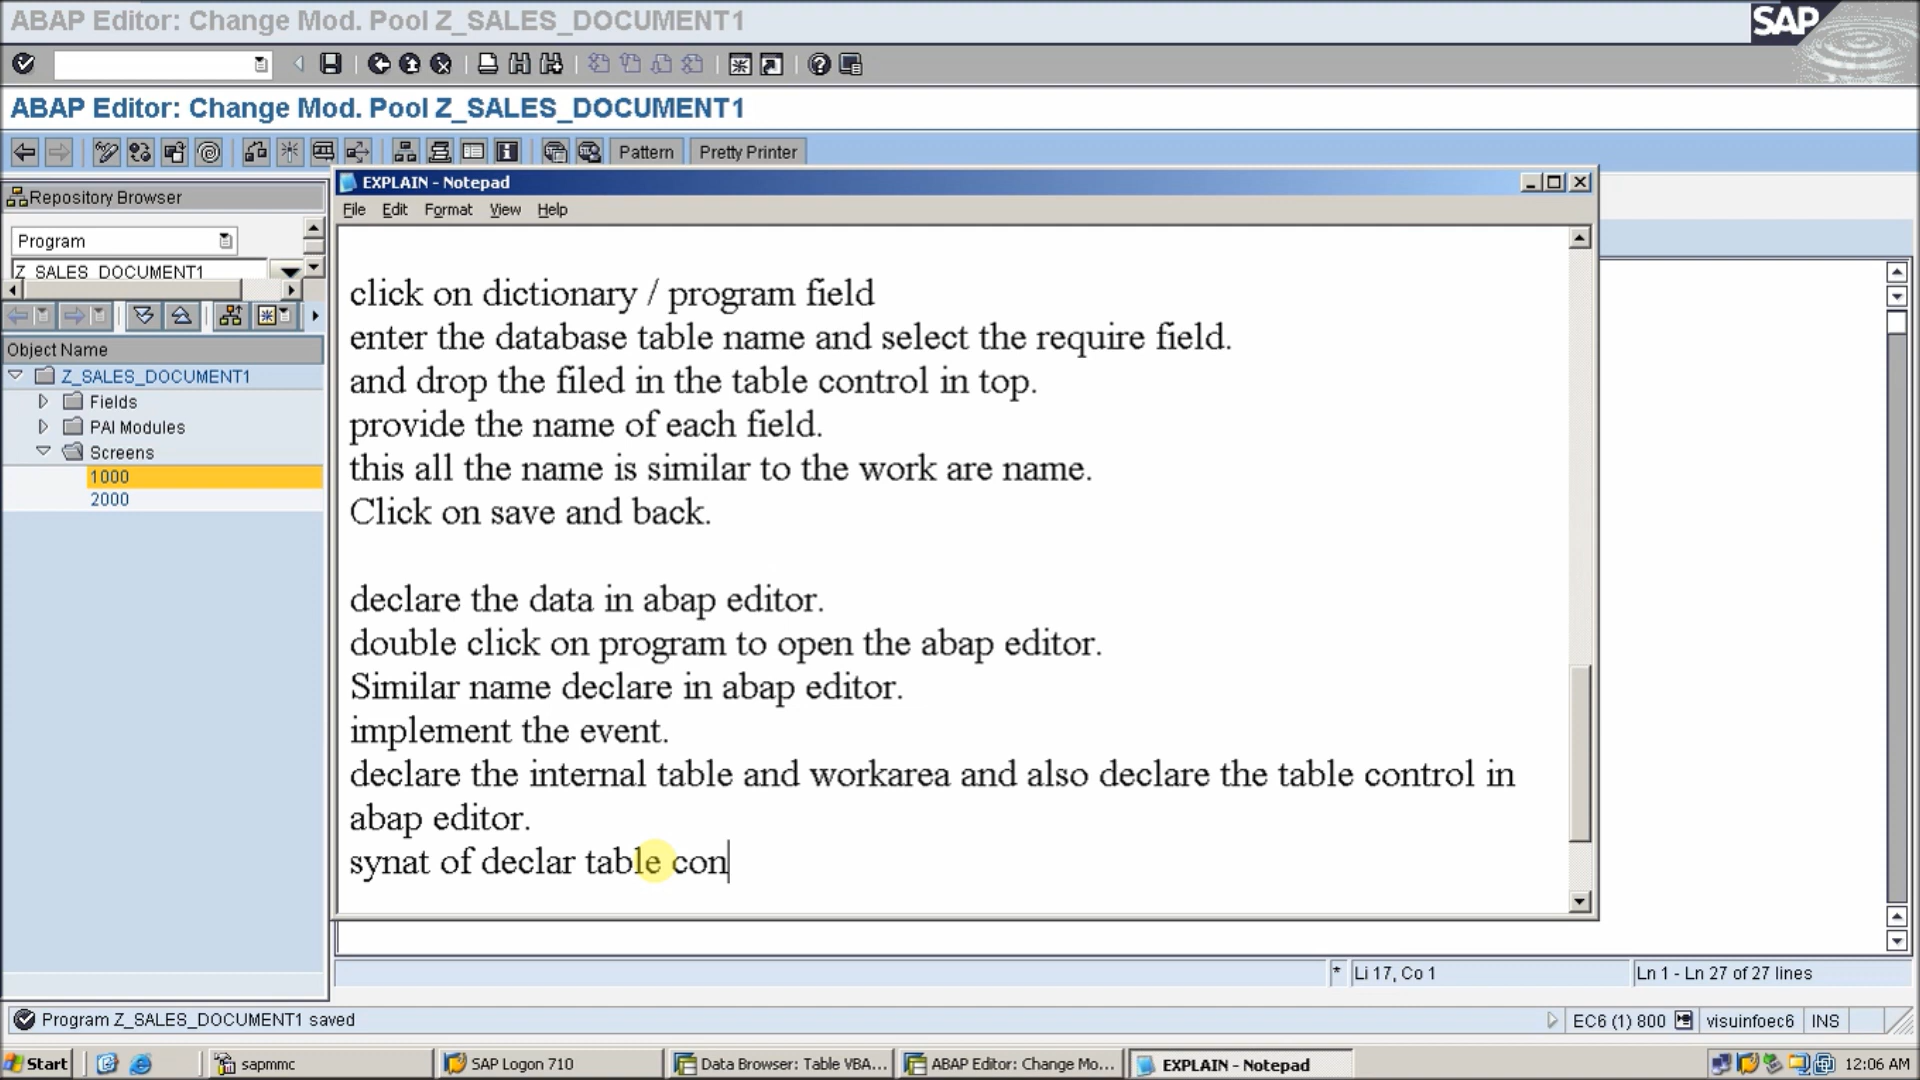 ABAP Editor: Change Mod. Pool Z_SALES_DOCUMENT1
SAP
ABAP Editor: Change Mod. Pool Z_SALES_DOCUMENT1
Pattern
Pretty Printer
Repository Browser
Program
Z_SALES_DOCUMENT1
Object Name
Z_SALES_DOCUMENT1
Fields
PAI Modules
Screens
1000
2000
EXPLAIN - Notepad
File Edit Format View Help
click on dictionary / program field
enter the database table name and select the require field.
and drop the filed in the table control in top.
provide the name of each field.
this all the name is similar to the work are name.
Click on save and back.
declare the data in abap editor.
double click on program to open the abap editor.
Similar name declare in abap editor.
implement the event.
declare the internal table and workarea and also declare the table control in
abap editor.
synat of declar table con
* Li 17, Co 1
Ln 1 - Ln 27 of 27 lines
Program Z_SALES_DOCUMENT1 saved
EC6 (1) 800
visuinfoec6
INS
Start
sapmmc
SAP Logon 710
Data Browser: Table VBA...
ABAP Editor: Change Mo...
EXPLAIN - Notepad
12:06 AM